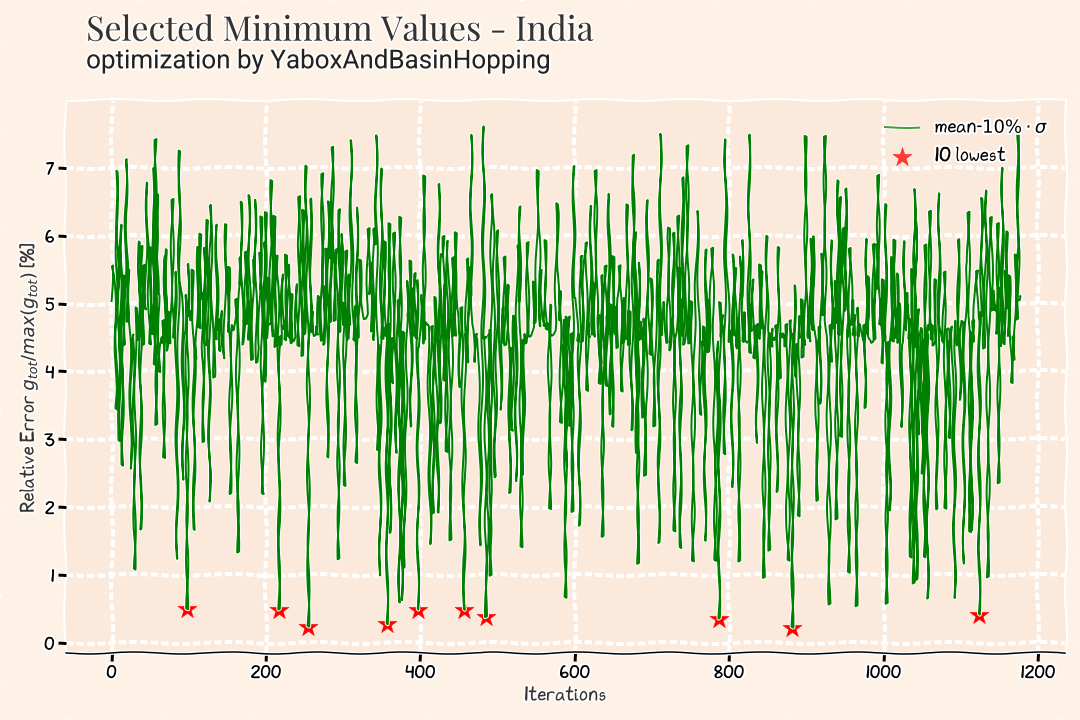 Selected Minimum Values - India
optimization by YaboxAndBasinHopping
mean-10% · σ
10 lowest
7
6
5
4
3
2
1
0
Relative Error g_tot/max(g_tot) [%]
0 200 400 600 800 1000 1200
Iterations